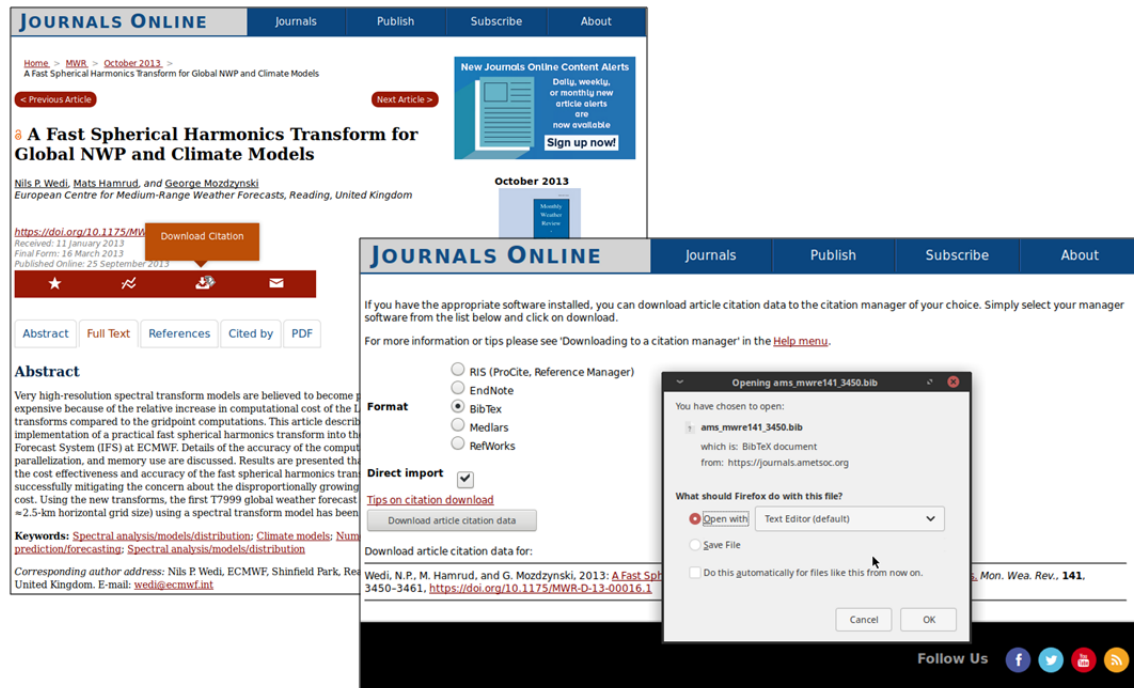 JOURNALS ONLINE
Journals
Publish
Subscribe
About
Home > MWR > October 2013 >
A Fast Spherical Harmonics Transform for Global NWP and Climate Models
< Previous Article
Next Article >
A Fast Spherical Harmonics Transform for
Global NWP and Climate Models
Nils P. Wedi, Mats Hamrud, and George Mozdzynski
European Centre for Medium-Range Weather Forecasts, Reading, United Kingdom
https://doi.org/10.1175/MW
Received: 11 January 2013
Final Form: 16 March 2013
Published Online: 25 September 2013
Download Citation
Abstract
Full Text
References
Cited by
PDF
Abstract
Very high-resolution spectral transform models are believed to become
expensive because of the relative increase in computational cost of the
transforms compared to the gridpoint computations. This article
implementation of a practical fast spherical harmonics transform into
Forecast System (IFS) at ECMWF. Details of the accuracy of the
parallelization, and memory use are discussed. Results are presented
the cost effectiveness and accuracy of the fast spherical harmonics
successfully mitigating the concern about the disproportionally growing
cost. Using the new transforms, the first T7999 global weather forecast
≈2.5-km horizontal grid size) using a spectral transform model has been
Keywords: Spectral analysis/models/distribution; Climate models;
prediction/forecasting; Spectral analysis/models/distribution
Corresponding author address: Nils P. Wedi, ECMWF, Shinfield Park,
United Kingdom. E-mail: wedi@ecmwf.int
New Journals Online Content Alerts
Daily, weekly,
or monthly new
article alerts
are
now available
Sign up now!
October 2013
Monthly
Weather
Review
JOURNALS ONLINE
Journals
Publish
Subscribe
About
If you have the appropriate software installed, you can download article citation data to the citation manager of your choice. Simply select your manager
software from the list below and click on download.
For more information or tips please see 'Downloading to a citation manager' in the Help menu.
Format
RIS (ProCite, Reference Manager)
EndNote
BibTex
Medlars
RefWorks
Direct import
Tips on citation download
Download article citation data
Download article citation data for:
Wedi, N.P., M. Hamrud, and G. Mozdzynski, 2013: A Fast Sph s. Mon. Wea. Rev., 141,
3450–3461, https://doi.org/10.1175/MWR-D-13-00016.1
Opening ams_mwre141_3450.bib
You have chosen to open:
ams_mwre141_3450.bib
which is: BibTeX document
from: https://journals.ametsoc.org
What should Firefox do with this file?
Open with
Text Editor (default)
Save File
Do this automatically for files like this from now on.
Cancel
OK
Follow Us